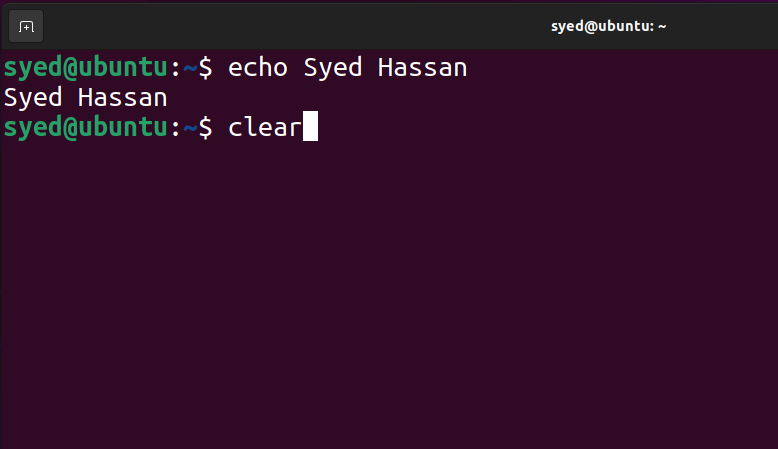 syed@ubuntu: ~
syed@ubuntu:~$ echo Syed Hassan
Syed Hassan
syed@ubuntu:~$ clear